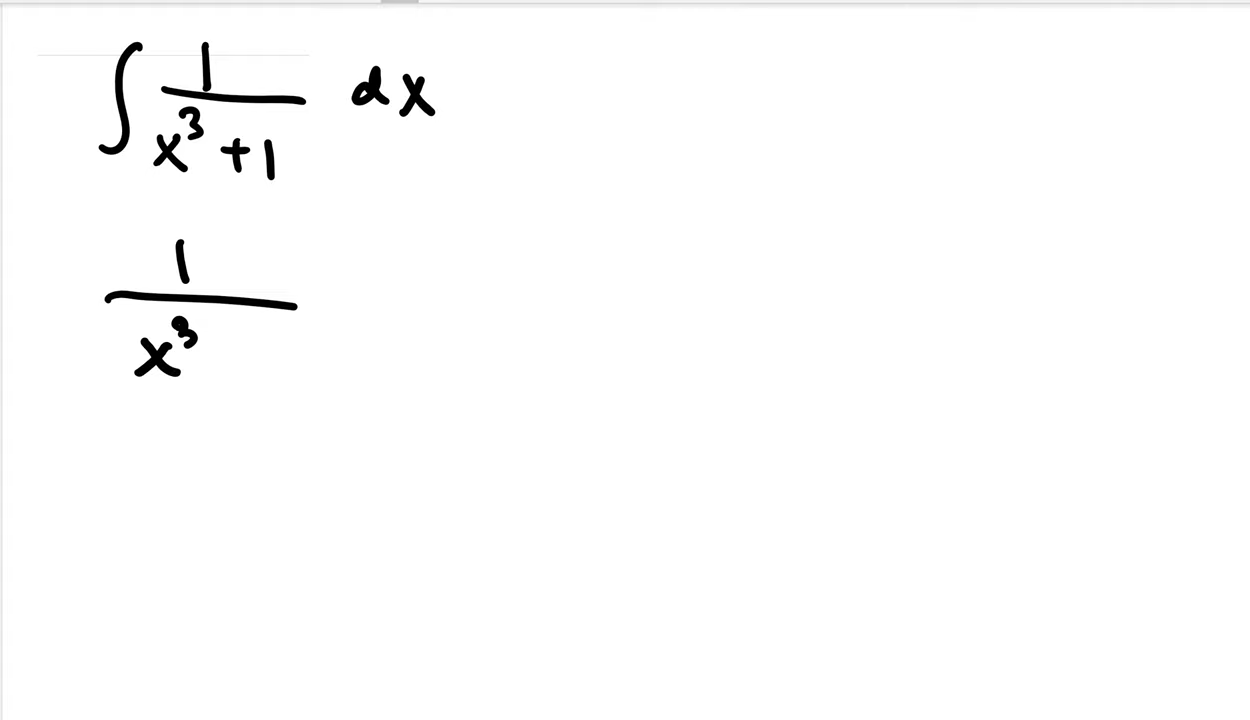 ∫ 1/(x³+1) dx
1/x³